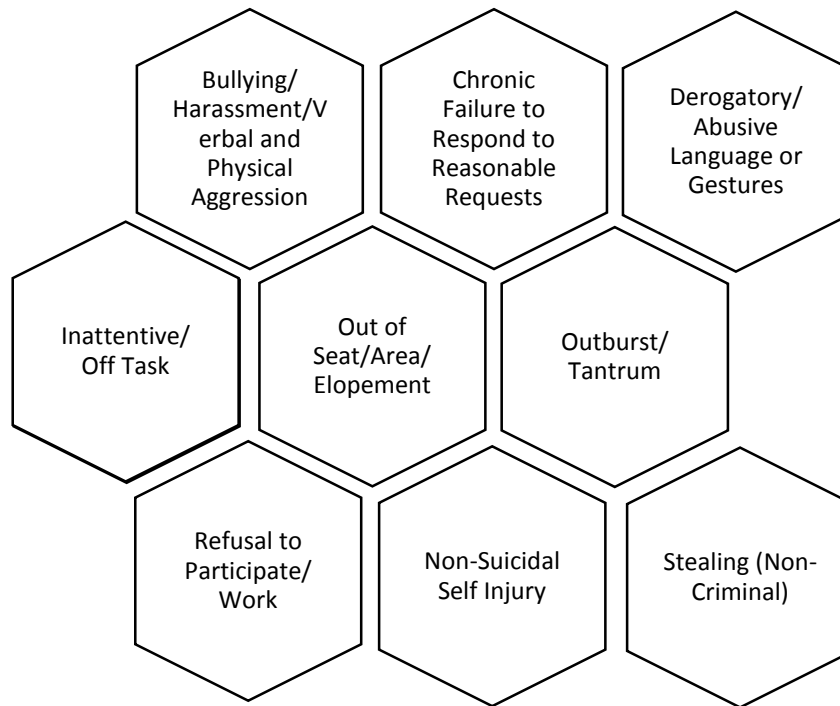 Bullying/
Harassment/V
erbal and
Physical
Aggression
Chronic
Failure to
Respond to
Reasonable
Requests
Derogatory/
Abusive
Language or
Gestures
Inattentive/
Off Task
Out of
Seat/Area/
Elopement
Outburst/
Tantrum
Refusal to
Participate/
Work
Non-Suicidal
Self Injury
Stealing (Non-
Criminal)